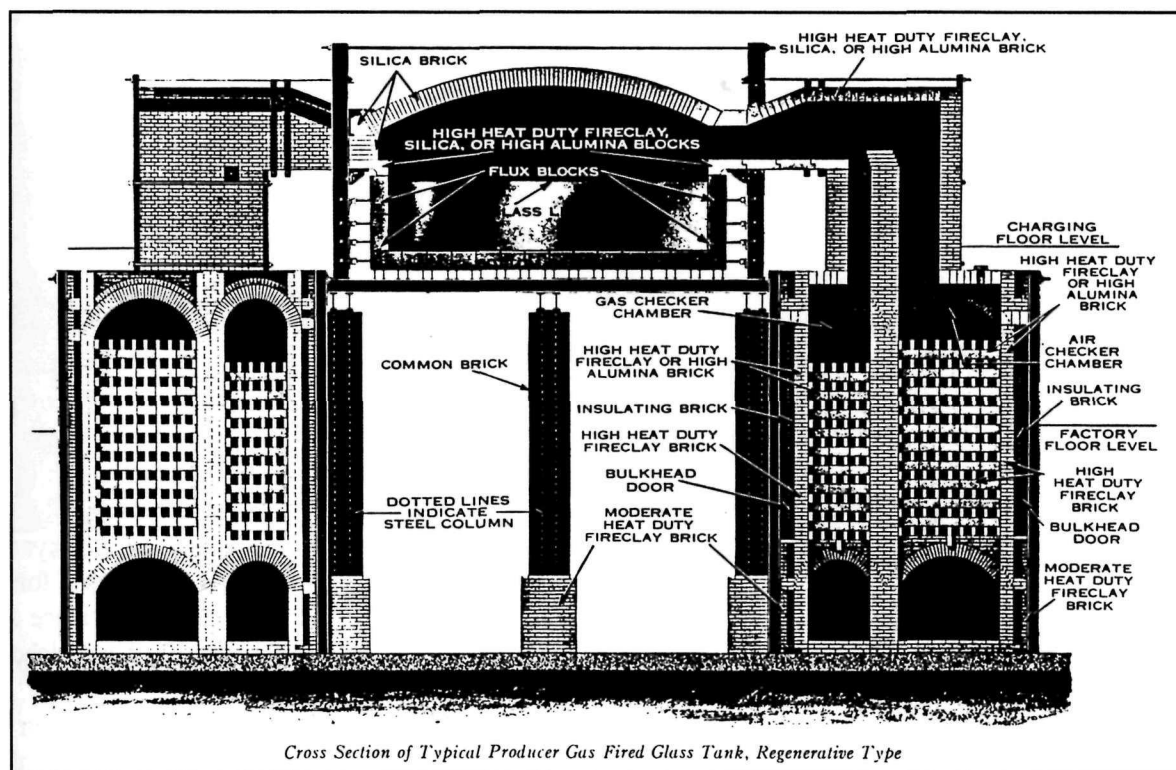 HIGH HEAT DUTY FIRECLAY,
SILICA, OR HIGH ALUMINA BRICK
SILICA BRICK
HIGH HEAT DUTY FIRECLAY,
SILICA, OR HIGH ALUMINA BLOCKS
FLUX BLOCKS
LASS L
CHARGING
FLOOR LEVEL
GAS CHECKER
CHAMBER
HIGH HEAT
DUTY
FIRECLAY
OR HIGH
ALUMINA
BRICK
COMMON BRICK
HIGH HEAT DUTY
FIRECLAY OR HIGH
ALUMINA BRICK
AIR
CHECKER
CHAMBER
INSULATING BRICK
INSULATING
BRICK
HIGH HEAT DUTY
FIRECLAY BRICK
FACTORY
FLOOR LEVEL
BULKHEAD
DOOR
HIGH
HEAT DUTY
FIRECLAY
BRICK
DOTTED LINES
INDICATE
STEEL COLUMN
MODERATE
HEAT DUTY
FIRECLAY BRICK
BULKHEAD
DOOR
MODERATE
HEAT DUTY
FIRECLAY
BRICK
Cross Section of Typical Producer Gas Fired Glass Tank, Regenerative Type